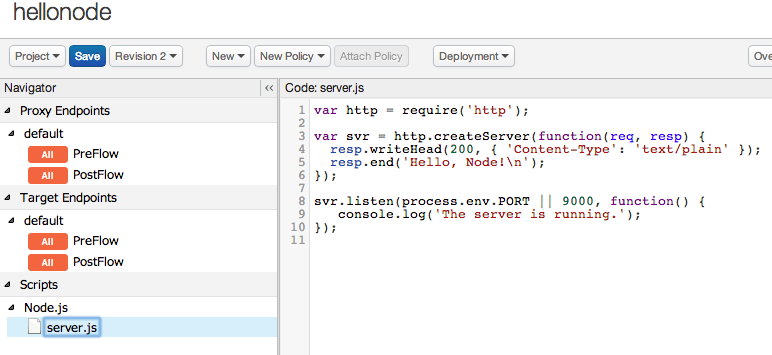 hellonode
Project Save Revision 2 New New Policy Attach Policy Deployment Ove
Navigator
Proxy Endpoints
default
All PreFlow
All PostFlow
Target Endpoints
default
All PreFlow
All PostFlow
Scripts
Node.js
server.js
Code: server.js
1 var http = require('http');
2
3 var svr = http.createServer(function(req, resp) {
4 resp.writeHead(200, { 'Content-Type': 'text/plain' });
5 resp.end('Hello, Node!\n');
6 });
7
8 svr.listen(process.env.PORT || 9000, function() {
9 console.log('The server is running.');
10 });
11